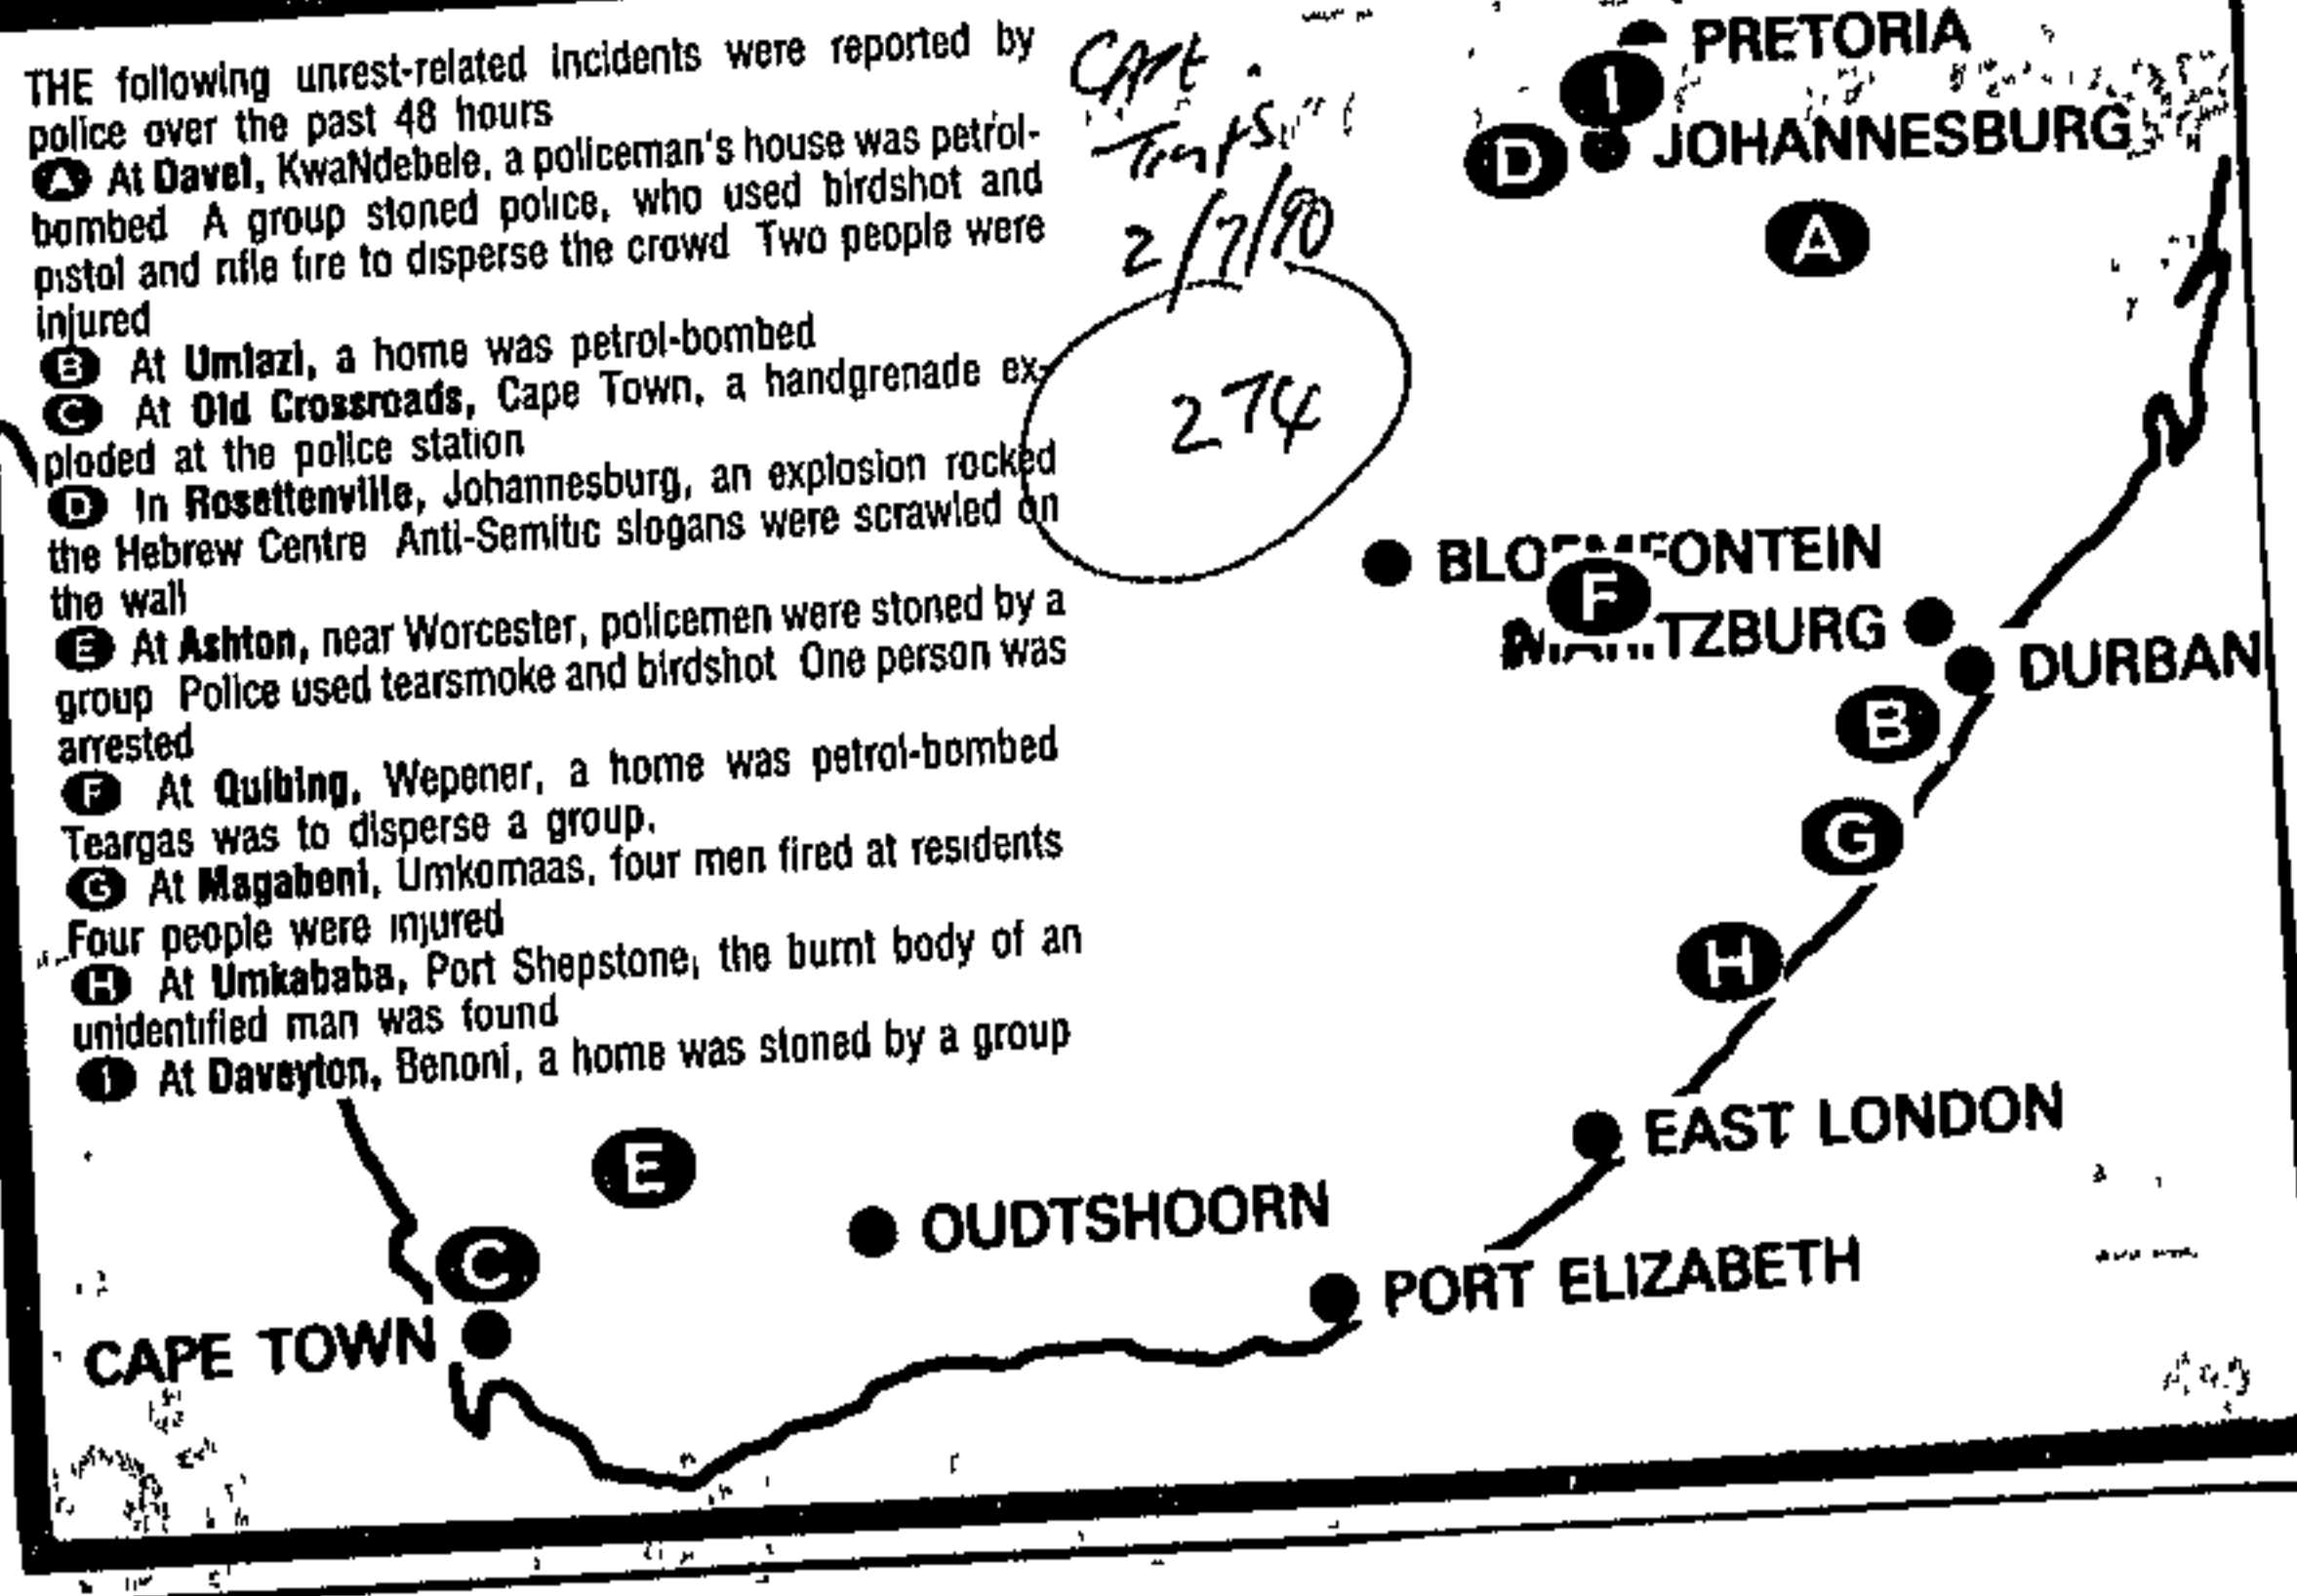 THE following unrest-related incidents were reported by
police over the past 48 hours
A At Davel, KwaNdebele, a policeman's house was petrol-
bombed A group stoned police, who used birdshot and
pistol and rifle fire to disperse the crowd Two people were
injured
B At Umlazi, a home was petrol-bombed
C At Old Crossroads, Cape Town, a handgrenade ex-
ploded at the police station
D In Rosettenville, Johannesburg, an explosion rocked
the Hebrew Centre Anti-Semitic slogans were scrawled on
the wall
E At Ashton, near Worcester, policemen were stoned by a
group Police used tearsmoke and birdshot One person was
arrested
F At Quibing, Wepener, a home was petrol-bombed
Teargas was to disperse a group.
G At Magabeni, Umkomaas, four men fired at residents
Four people were injured
H At Umkababa, Port Shepstone, the burnt body of an
unidentified man was found
I At Daveyton, Benoni, a home was stoned by a group
2/7/90
274
PRETORIA
I
JOHANNESBURG
D
A
BLOEMFONTEIN
F
TZBURG
DURBAN
B
G
H
EAST LONDON
E
OUDTSHOORN
C
PORT ELIZABETH
CAPE TOWN